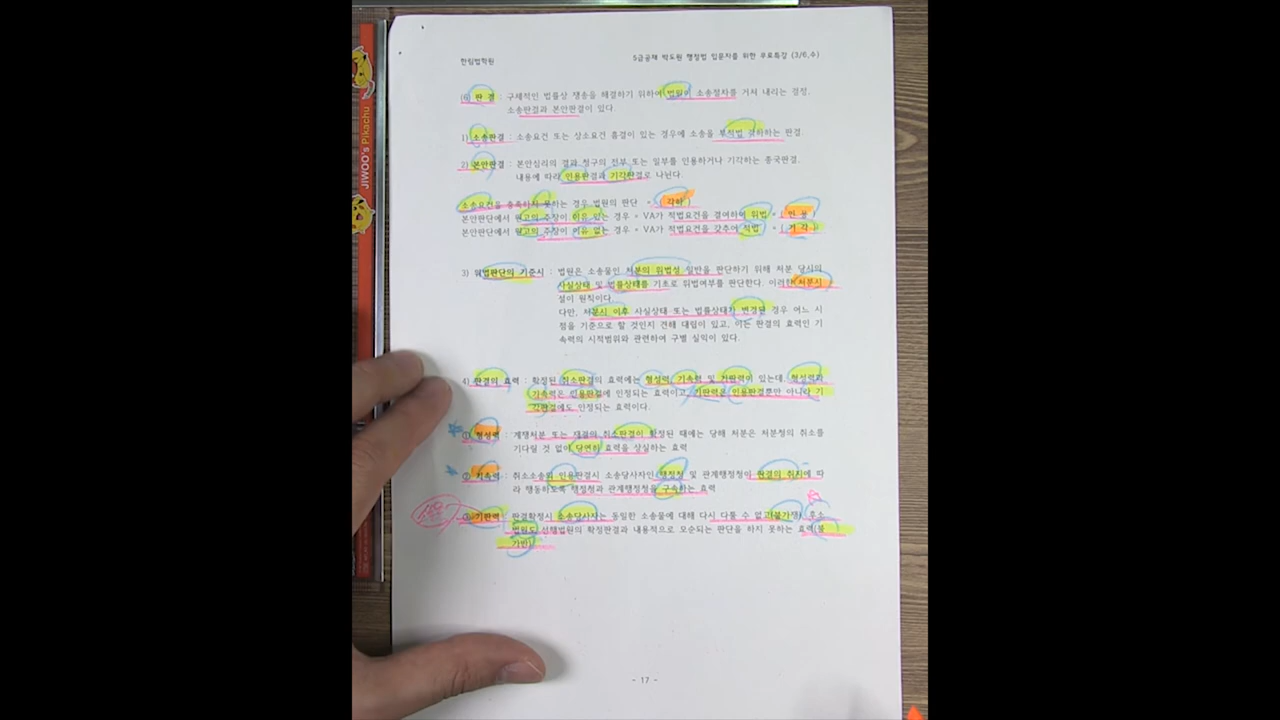 한림법학원
5급공채 박도원 행정법 입문자를 위한 무료특강 (3/6,수)
(6) 판 결 : 구체적인 법률상 쟁송을 해결하기 위하여 법원이 소송절차를 거쳐 내리는 결정.
소송판결과 본안판결이 있다.
1) 소송판결 : 소송요건 또는 상소요건 흠결이 있는 경우에 소송을 부적법 각하하는 판결
2) 본안판결 : 본안심리의 결과 청구의 전부 또는 일부를 인용하거나 기각하는 종국판결.
내용에 따라 인용판결과 기각판결로 나뉜다.
소송요건을 충족하지 못하는 경우 법원의 판단 = 각하
본안판단에서 원고의 주장이 이유 있는 경우 = VA가 적법요건을 결여하여 위법 = ( 인 용 )
본안판단에서 원고의 주장이 이유 없는 경우 = VA가 적법요건을 갖추어 적법 = ( 기 각 )
3) 위법판단의 기준시 : 법원은 소송물인 처분의 위법성 일반을 판단하기 위해 처분 당시의
사실상태 및 법률상태를 기초로 위법여부를 판단한다. 이러한 처분시
설이 원칙이다.
다만, 처분시 이후 사실상태 또는 법률상태가 변경된 경우 어느 시
점을 기준으로 할 것인지 견해 대립이 있고, 이는 판결의 효력인 기
속력의 시적범위와 관련하여 구별 실익이 있다.
4) 판결의 효력 : 확정된 취소판결의 효력에는 형성력, 기속력 및 기판력이 있는데, 형성력과
기속력은 인용판결에 인정되는 효력이고, 기판력은 인용판결뿐만 아니라 기
각판결에도 인정되는 효력이다.
① 형성력 : 계쟁처분 또는 재결의 취소판결이 확정된 때에는 당해 처분은 처분청의 취소를
기다릴 것 없이 당연히 효력을 상실하는 효력
② 기속력 : 취소소송의 인용판결시 소송당사자인 행정청 및 관계행정청이 판결의 취지에 따
라 행동하도록 행정청과 관계행정청을 구속하는 효력
③ 기판력 : 판결확정시 소송당사자는 동일한 소송물에 대해 다시 다툴 수 없고(불가쟁) 후소
법원도 선행법원의 확정판결과 내용적으로 모순되는 판단을 하지 못하는 효력(불
가반)
- 17 -
JIWOO's Pikachu